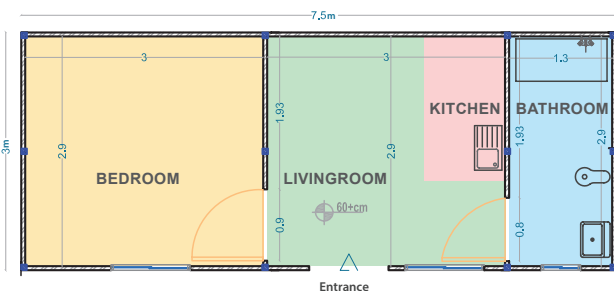 7.5m
3
3
1.3
KITCHEN
BATHROOM
1.93
1.93
3m
2.9
2.9
2.9
BEDROOM
LIVINGROOM
60+cm
0.9
0.8
Entrance